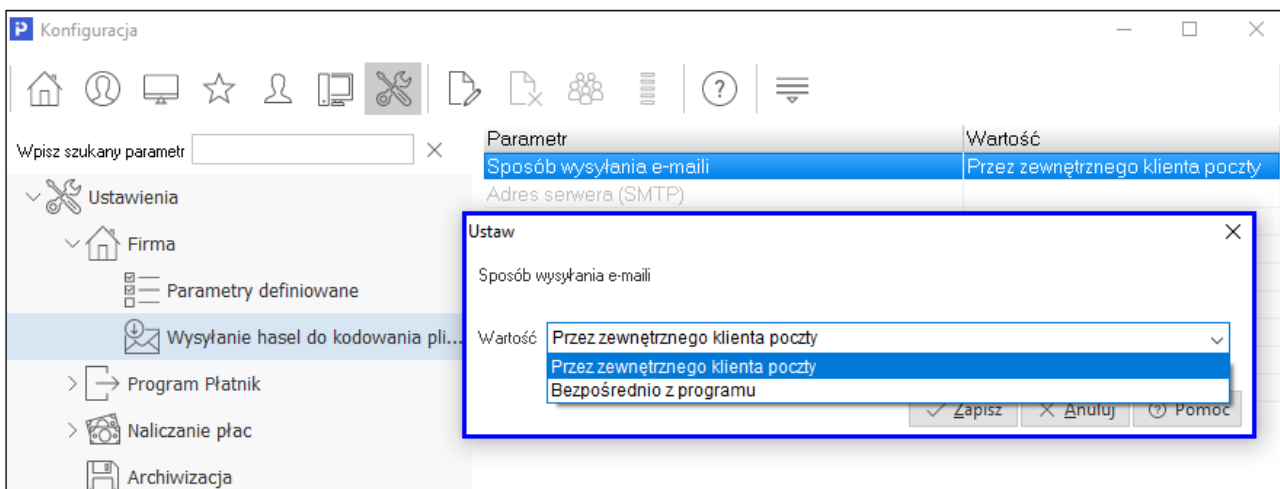 Konfiguracja
Wpisz szukany parametr
Parametr Wartość
Sposób wysyłania e-maili Przez zewnętrznego klienta poczty
Adres serwera (SMTP)
Ustawienia
Firma
Parametry definiowane
Wysyłanie haseł do kodowania pli...
Program Płatnik
Naliczanie płac
Archiwizacja
Ustaw
Sposób wysyłania e-maili
Wartość Przez zewnętrznego klienta poczty
Przez zewnętrznego klienta poczty
Bezpośrednio z programu
Zapisz Anuluj Pomoc